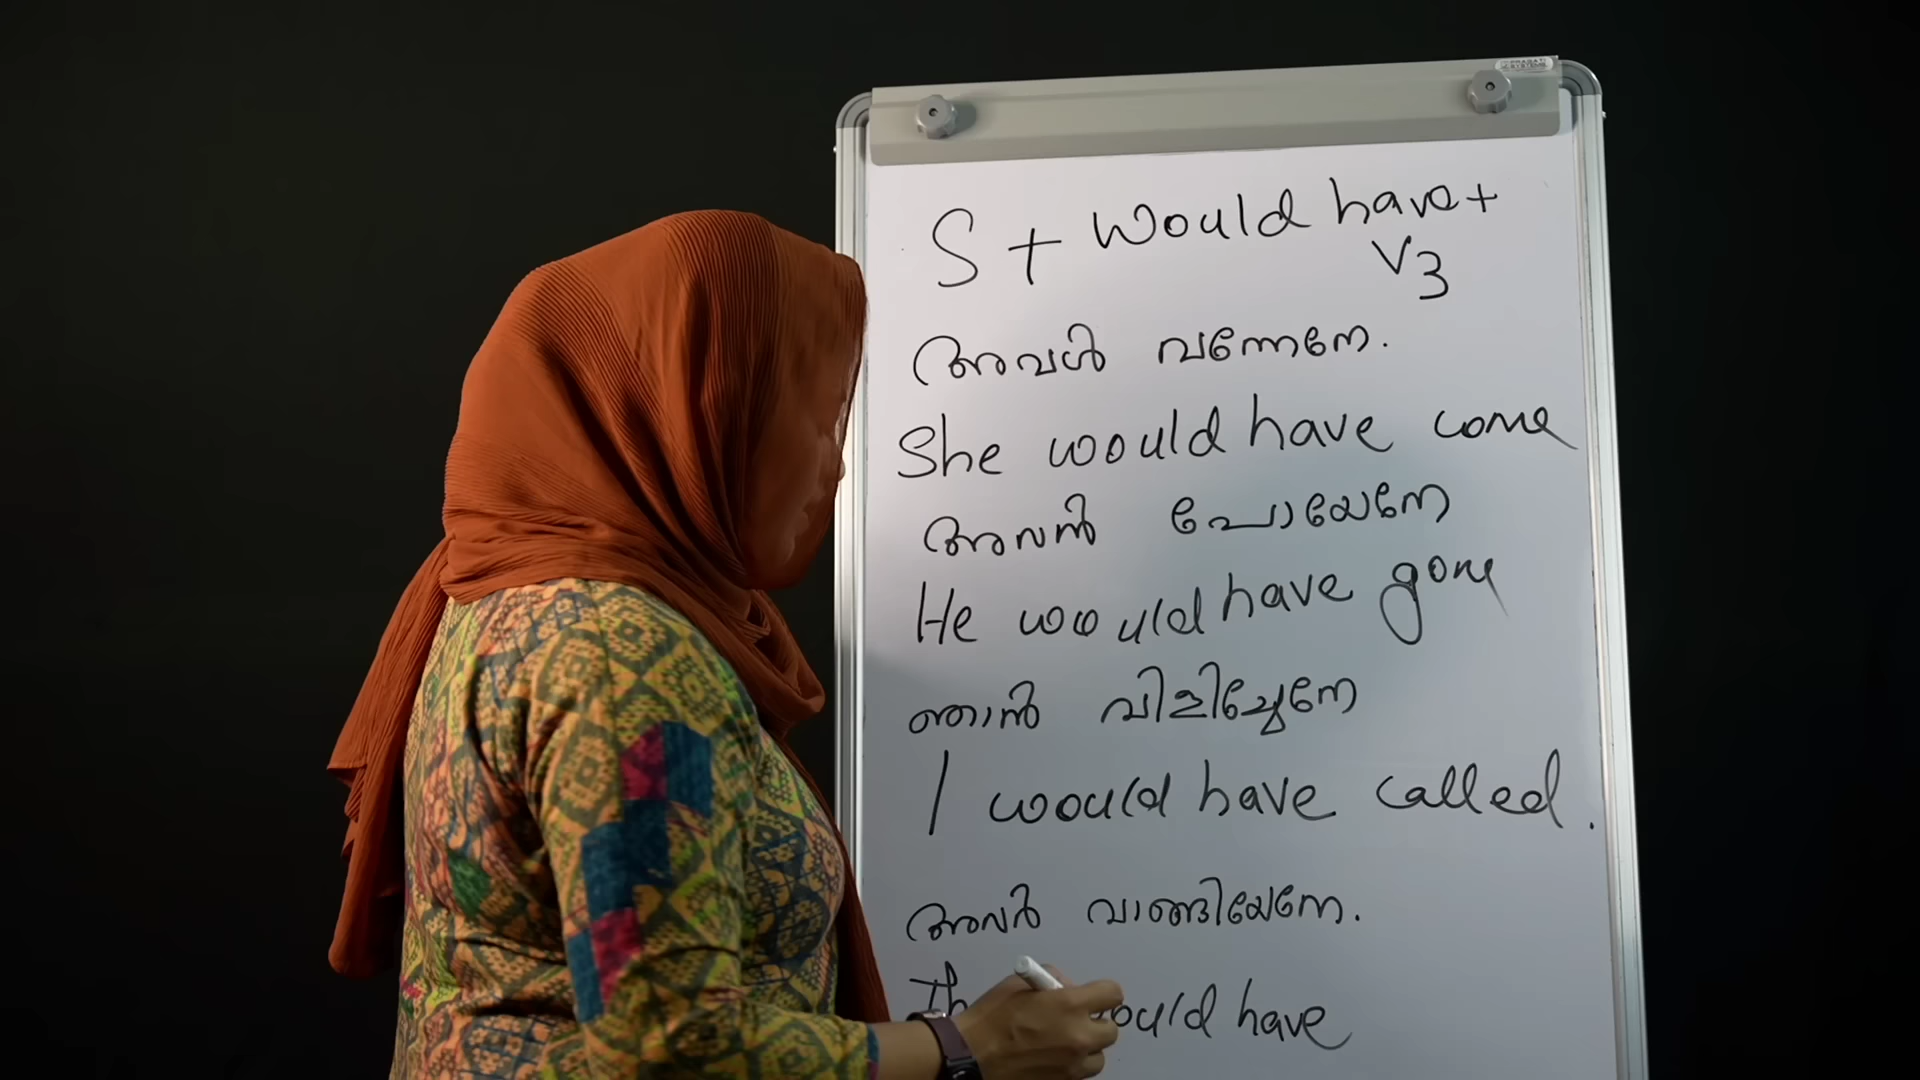 S + Would have +
V3
അവൾ വന്നേനേ.
She would have come
അവൻ പോയേനേ
He would have gone
ഞാൻ വിളിച്ചേനേ
I would have called.
അവർ വാങ്ങിയേനേ.
would have